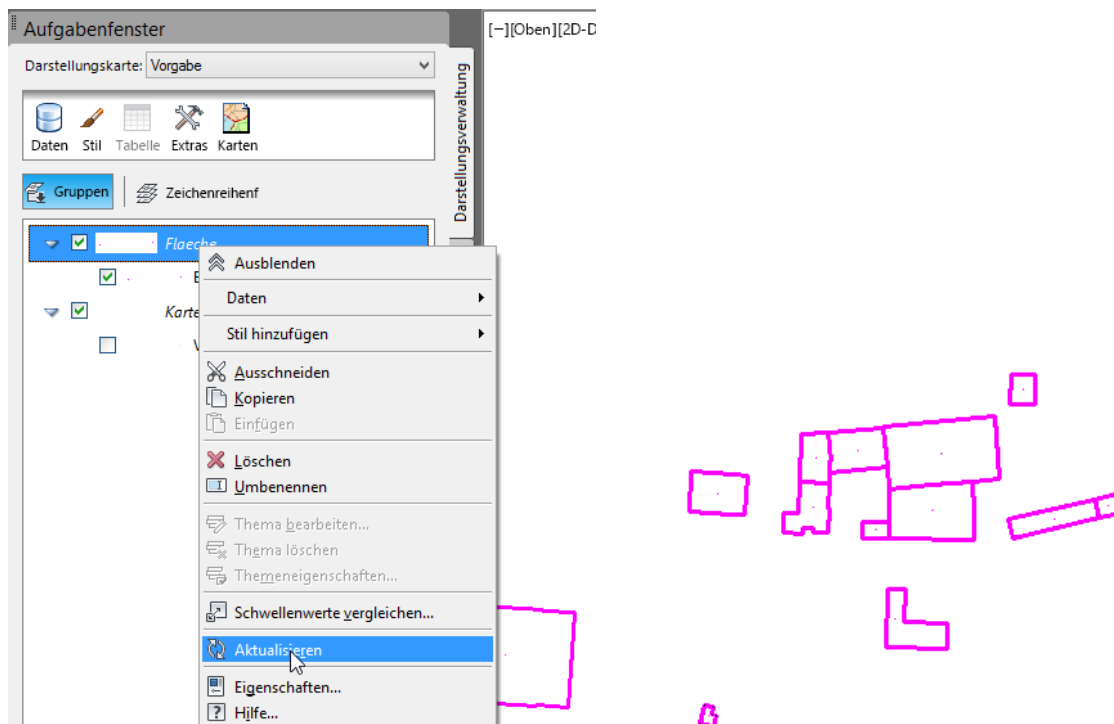 Aufgabenfenster
[−][Oben][2D-D
Darstellungskarte: Vorgabe
Darstellungsverwaltung
Daten Stil Tabelle Extras Karten
Gruppen Zeichenreihenf
Flaeche
Ausblenden
Karte
Daten
Stil hinzufügen
Ausschneiden
Kopieren
Einfügen
Löschen
Umbenennen
Thema bearbeiten...
Thema löschen
Themeneigenschaften...
Schwellenwerte vergleichen...
Aktualisieren
Eigenschaften...
Hilfe...